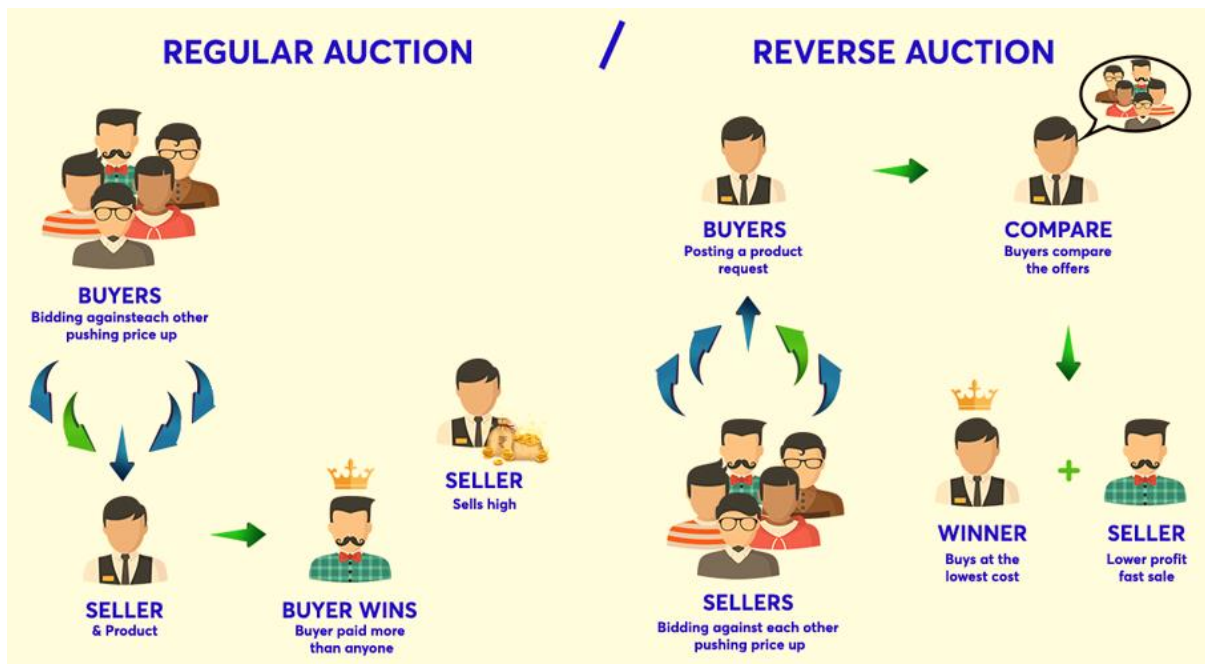 REGULAR AUCTION / REVERSE AUCTION
BUYERS
Bidding againsteach other
pushing price up
SELLER
& Product
BUYER WINS
Buyer paid more
than anyone
SELLER
Sells high
BUYERS
Posting a product
request
COMPARE
Buyers compare
the offers
SELLERS
Bidding against each other
pushing price up
WINNER
Buys at the
lowest cost
SELLER
Lower profit
fast sale